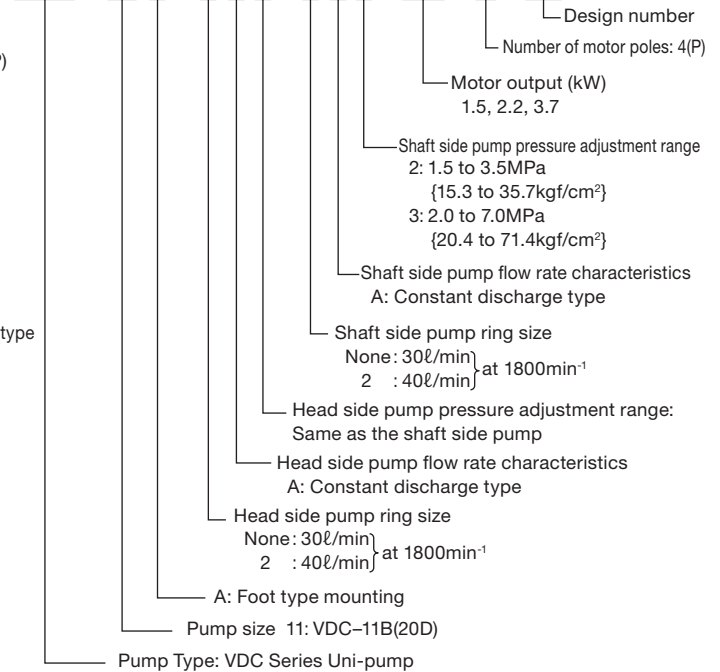 Design number
Number of motor poles: 4(P)
)
Motor output (kW)
1.5, 2.2, 3.7
Shaft side pump pressure adjustment range
2: 1.5 to 3.5MPa
{15.3 to 35.7kgf/cm²}
3: 2.0 to 7.0MPa
{20.4 to 71.4kgf/cm²}
Shaft side pump flow rate characteristics
A: Constant discharge type
type
Shaft side pump ring size
None : 30ℓ/min
2 : 40ℓ/min
at 1800min⁻¹
Head side pump pressure adjustment range:
Same as the shaft side pump
Head side pump flow rate characteristics
A: Constant discharge type
Head side pump ring size
None : 30ℓ/min
2 : 40ℓ/min
at 1800min⁻¹
A: Foot type mounting
Pump size 11: VDC–11B(20D)
Pump Type: VDC Series Uni-pump